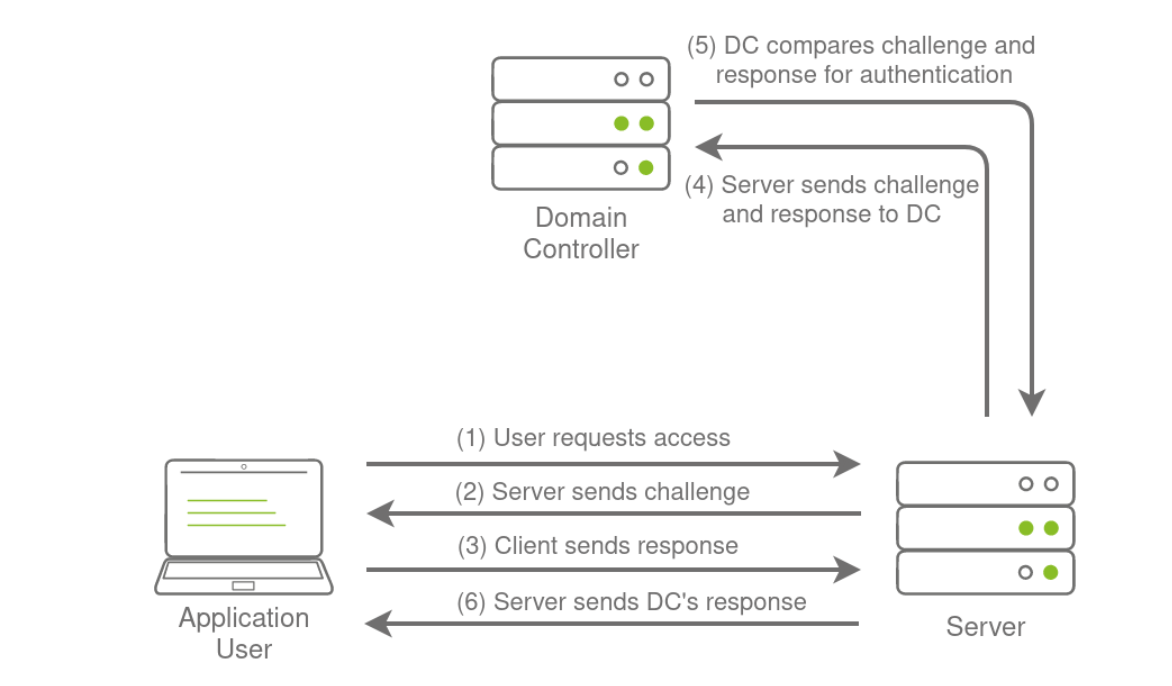 (5) DC compares challenge and
response for authentication
(4) Server sends challenge
and response to DC
Domain
Controller
(1) User requests access
(2) Server sends challenge
(3) Client sends response
(6) Server sends DC's response
Application
User
Server